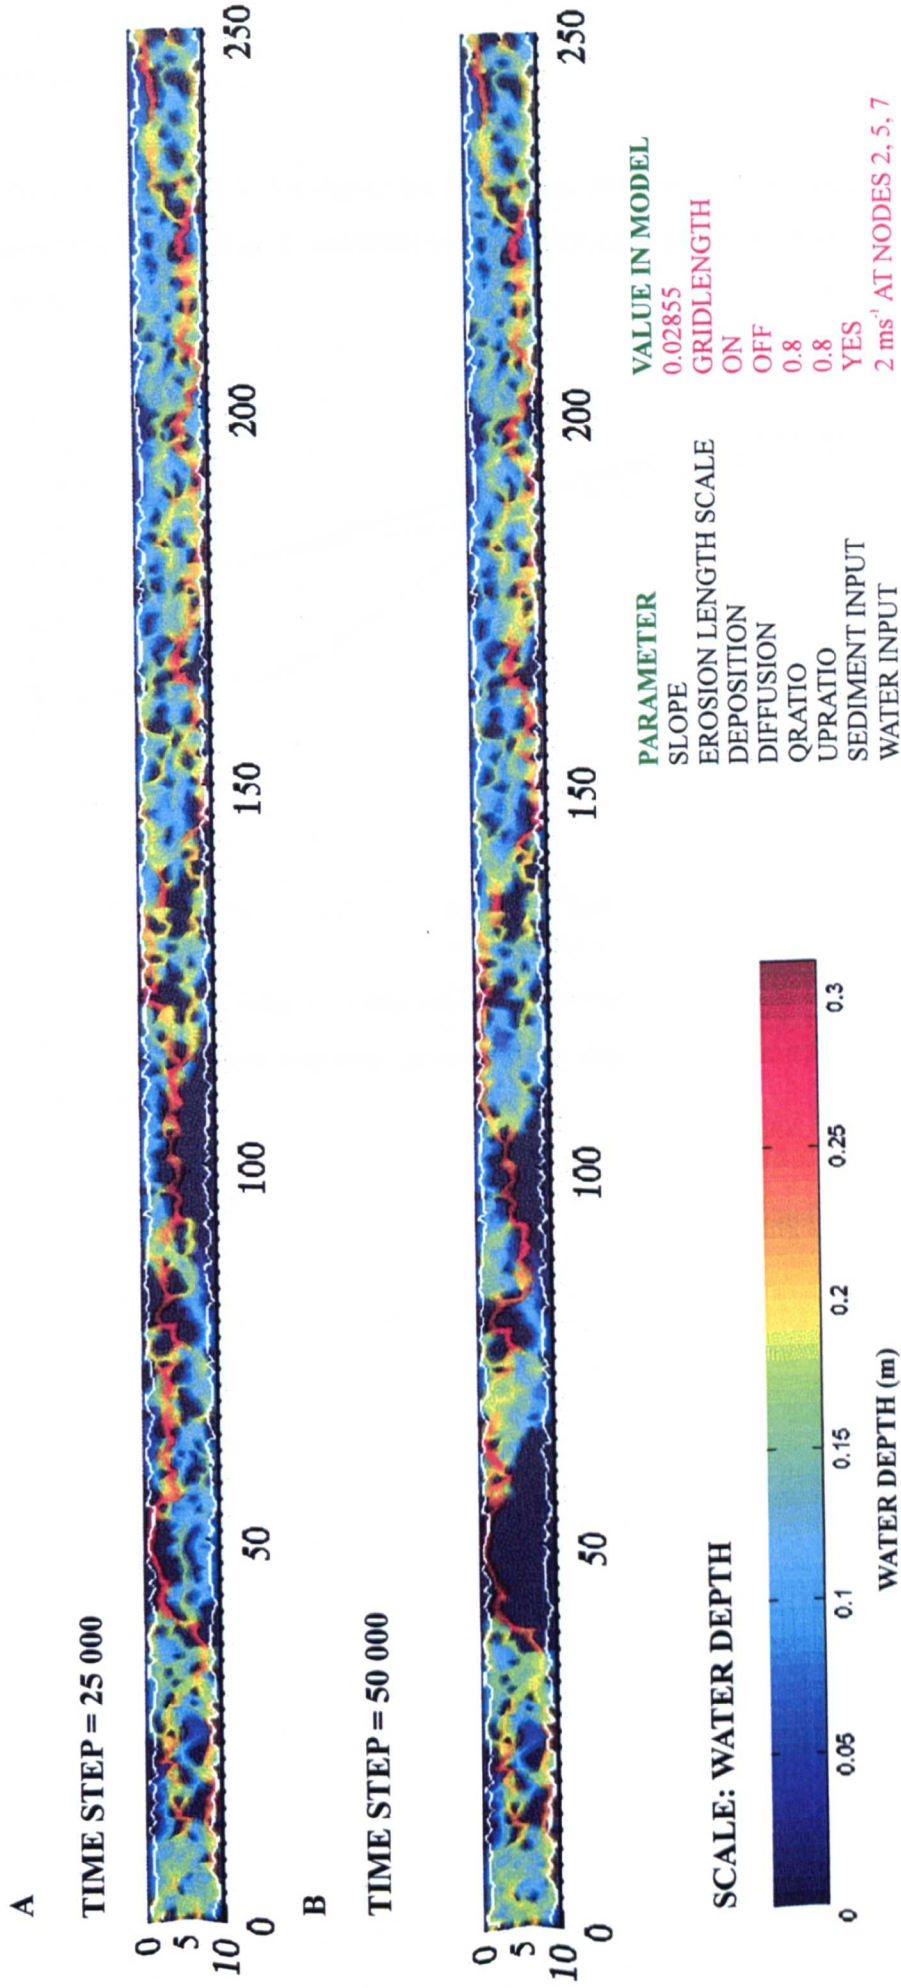 A
TIME STEP = 25 000
0
5
10
0 50 100 150 200 250
B
TIME STEP = 50 000
0
5
10
0 50 100 150 200 250
SCALE: WATER DEPTH
0 0.05 0.1 0.15 0.2 0.25 0.3
WATER DEPTH (m)
PARAMETER VALUE IN MODEL
SLOPE 0.02855
EROSION LENGTH SCALE GRIDLENGTH
DEPOSITION ON
DIFFUSION OFF
QRATIO 0.8
UPRATIO 0.8
SEDIMENT INPUT YES
WATER INPUT 2 ms⁻¹ AT NODES 2, 5, 7